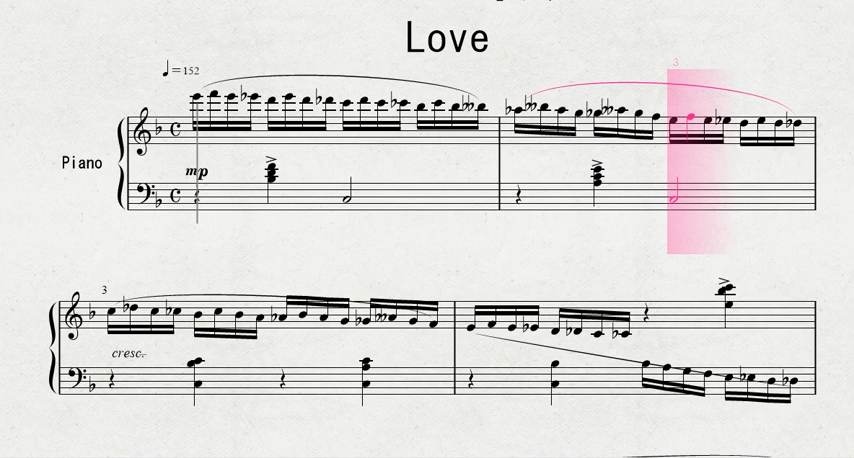 Love
♩=152
3
Piano
mp
3
cresc.